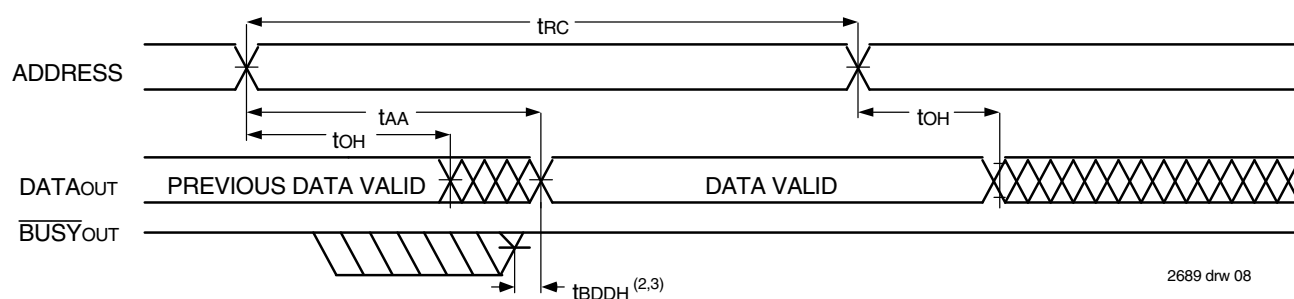 tRC
ADDRESS
tAA
tOH
tOH
DATAOUT
PREVIOUS DATA VALID
DATA VALID
BUSYOUT
tBDDH (2,3)
2689 drw 08